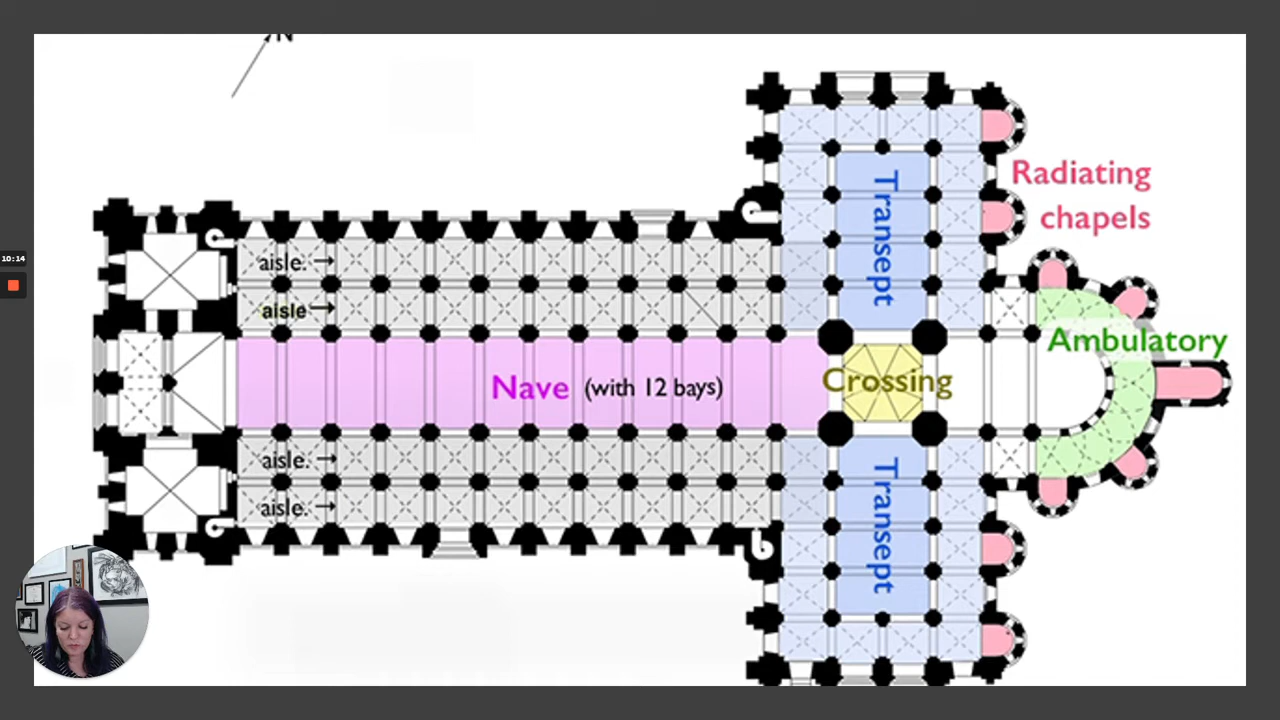 N
Radiating
chapels
Transept
aisle. →
aisle →
10:14
Ambulatory
Nave (with 12 bays)
Crossing
aisle. →
aisle. →
Transept